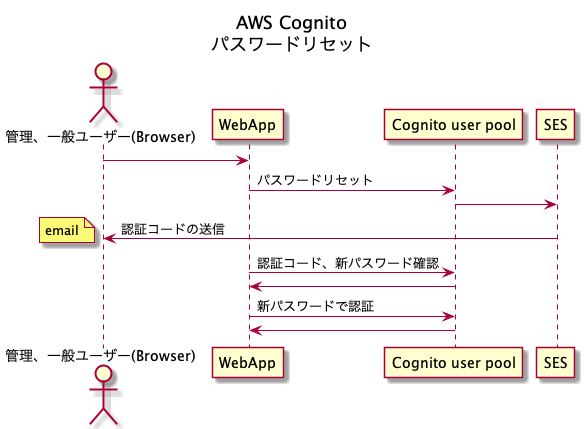 AWS Cognito
パスワードリセット
管理、一般ユーザー(Browser)
WebApp
Cognito user pool
SES
パスワードリセット
email
認証コードの送信
認証コード、新パスワード確認
新パスワードで認証
管理、一般ユーザー(Browser)
WebApp
Cognito user pool
SES